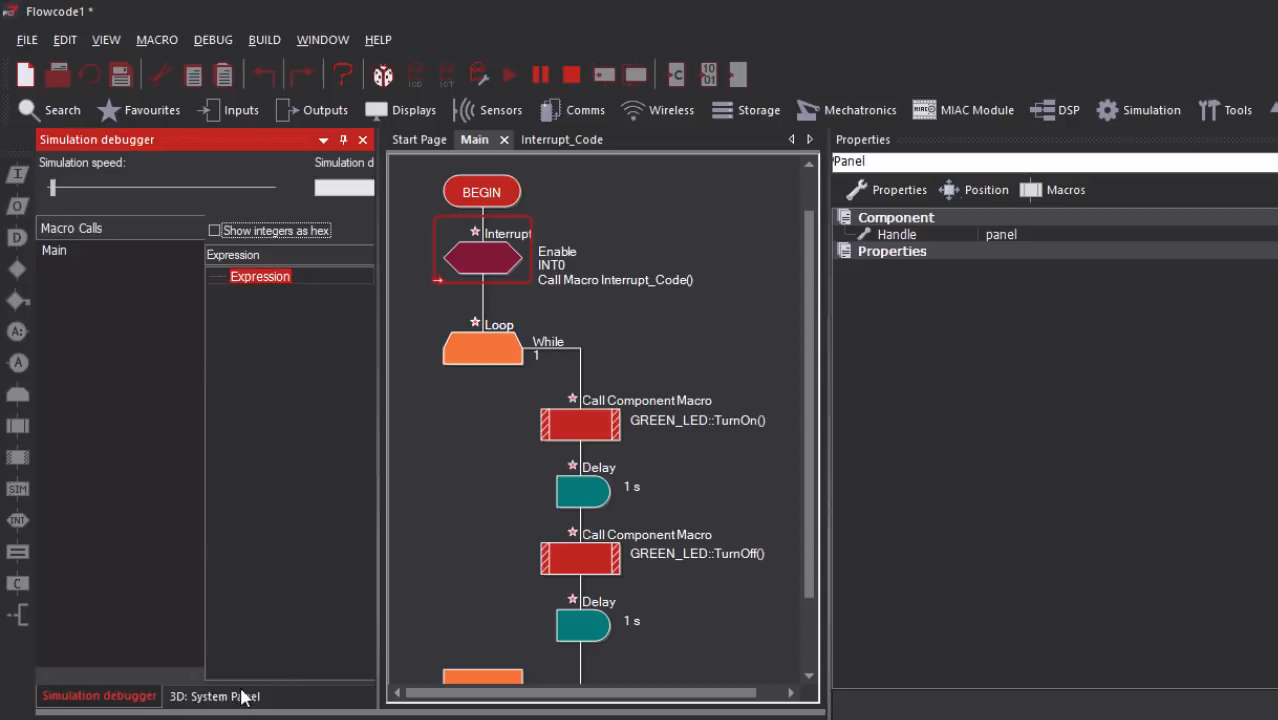 Flowcode1 *
FILE EDIT VIEW MACRO DEBUG BUILD WINDOW HELP
Search Favourites Inputs Outputs Displays Sensors Comms Wireless Storage Mechatronics MIAC Module DSP Simulation Tools
Simulation debugger
Start Page Main Interrupt_Code
Properties
Simulation speed:
Simulation d
Panel
Properties Position Macros
Macro Calls
Main
Show integers as hex
Expression
Expression
BEGIN
Interrupt
Enable
INT0
Call Macro Interrupt_Code()
Loop
While
1
Call Component Macro
GREEN_LED::TurnOn()
Delay
1 s
Call Component Macro
GREEN_LED::TurnOff()
Delay
1 s
Component
Handle panel
Properties
I
O
D
A:
A
SIM
INT
C
Simulation debugger
3D: System Panel